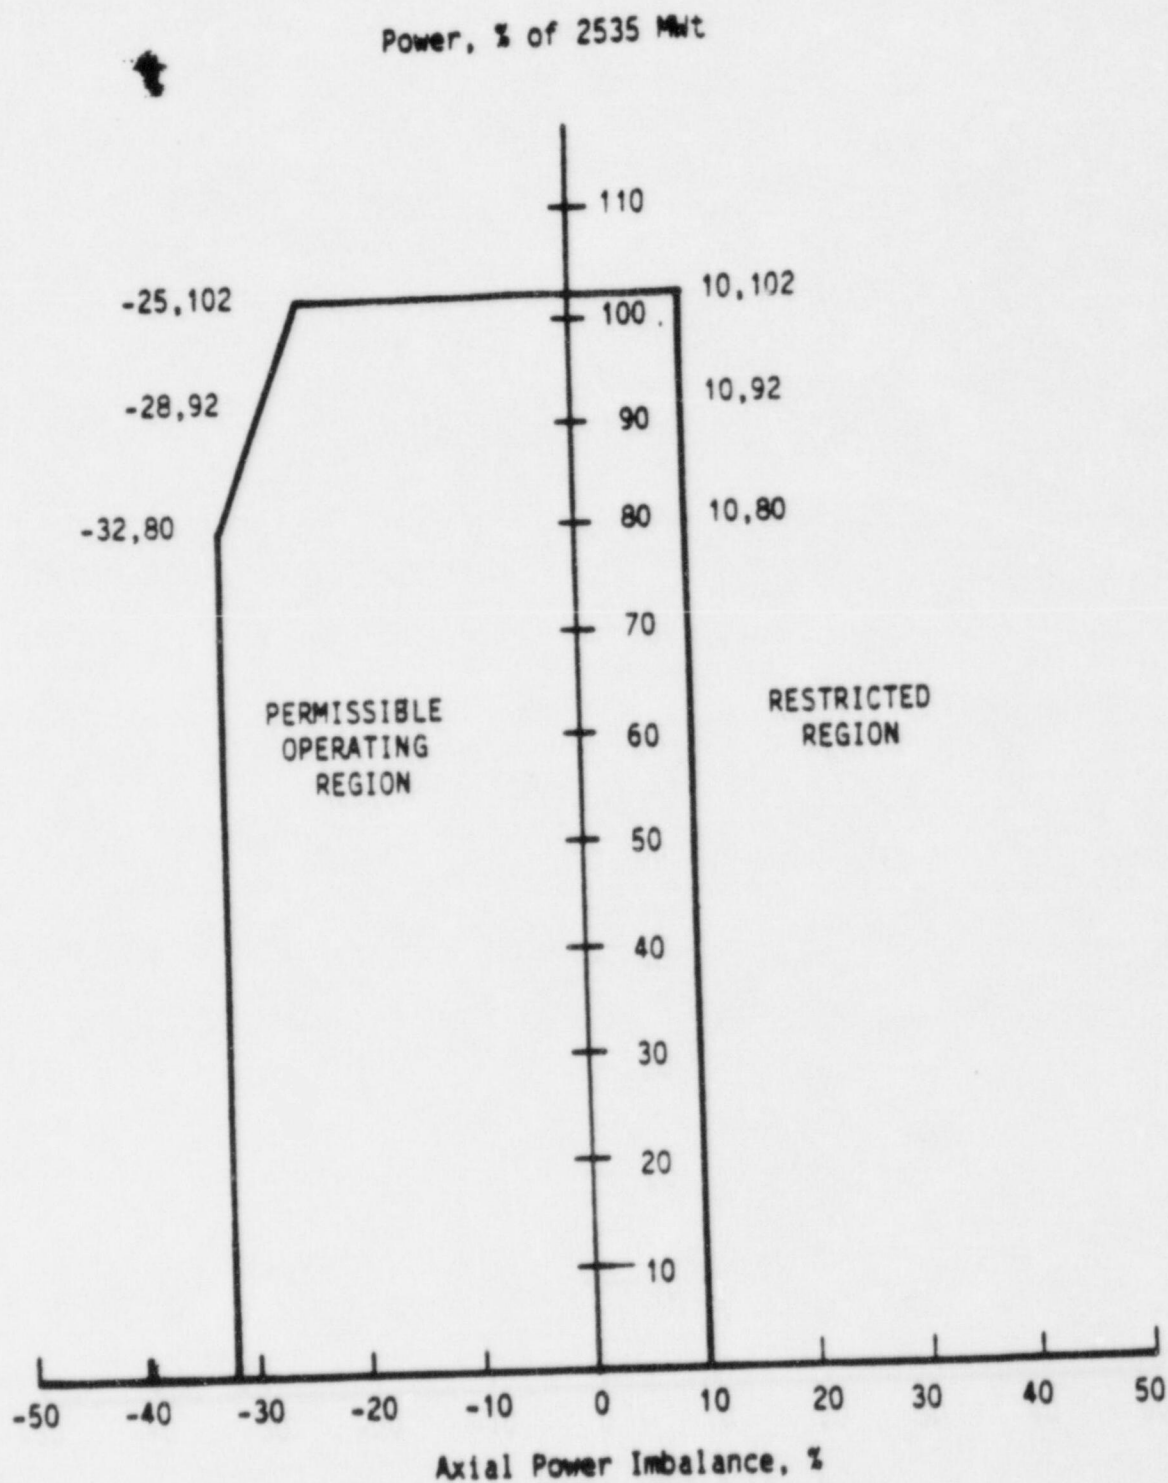 Power, % of 2535 MWt
110
-25,102
10,102
100
-28,92
10,92
90
-32,80
80
10,80
70
PERMISSIBLE
OPERATING
REGION
RESTRICTED
REGION
60
50
40
30
20
10
-50 -40 -30 -20 -10 0 10 20 30 40 50
Axial Power Imbalance, %